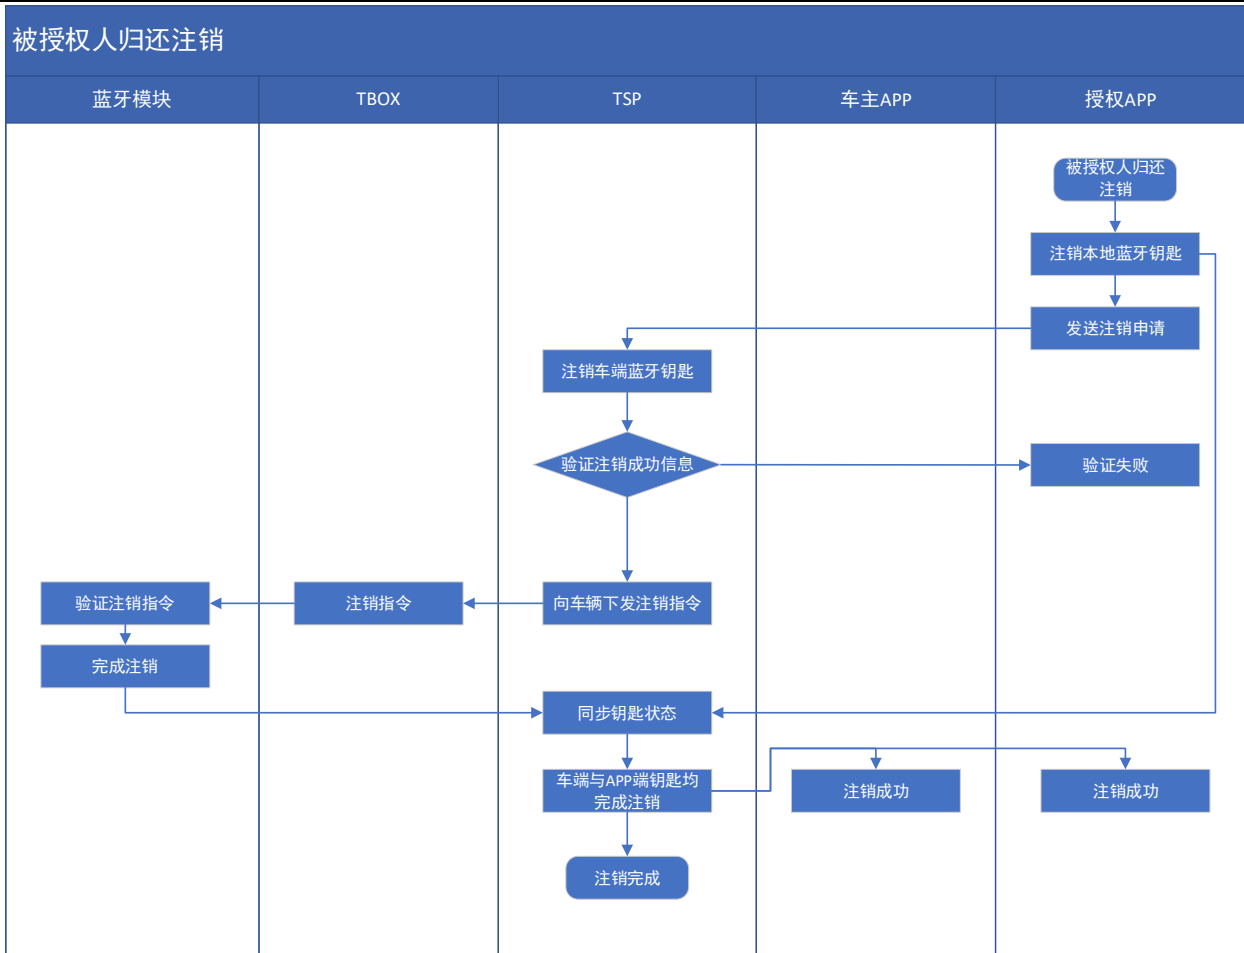 被授权人归还注销
蓝牙模块
TBOX
TSP
车主APP
授权APP
被授权人归还
注销
注销本地蓝牙钥匙
发送注销申请
注销车端蓝牙钥匙
验证注销成功信息
验证失败
验证注销指令
注销指令
向车辆下发注销指令
完成注销
同步钥匙状态
车端与APP端钥匙均
完成注销
注销成功
注销成功
注销完成